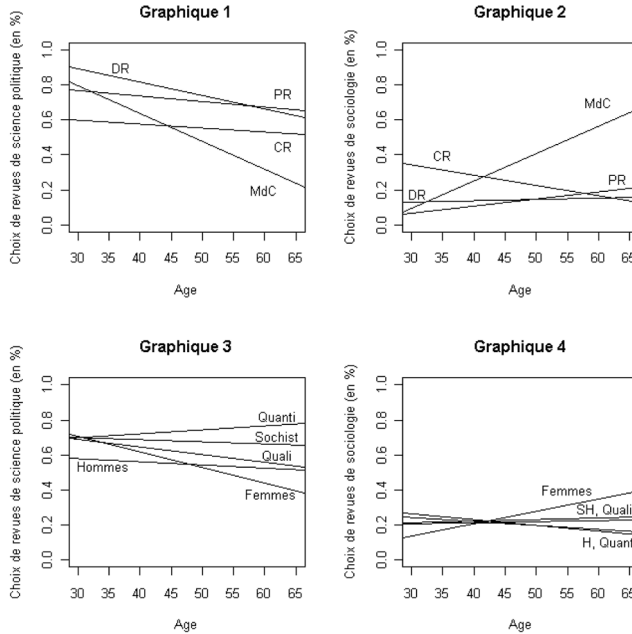 Graphique 1
Choix de revues de science politique (en %)
1.0
0.8
0.6
0.4
0.2
0.0
DR
PR
CR
MdC
30 35 40 45 50 55 60 65
Age
Graphique 2
Choix de revues de sociologie (en %)
1.0
0.8
0.6
0.4
0.2
0.0
MdC
CR
DR
PR
30 35 40 45 50 55 60 65
Age
Graphique 3
Choix de revues de science politique (en %)
1.0
0.8
0.6
0.4
0.2
0.0
Quanti
Sochist
Quali
Hommes
Femmes
30 35 40 45 50 55 60 65
Age
Graphique 4
Choix de revues de sociologie (en %)
1.0
0.8
0.6
0.4
0.2
0.0
Femmes
SH, Quali
H, Quant
30 35 40 45 50 55 60 65
Age